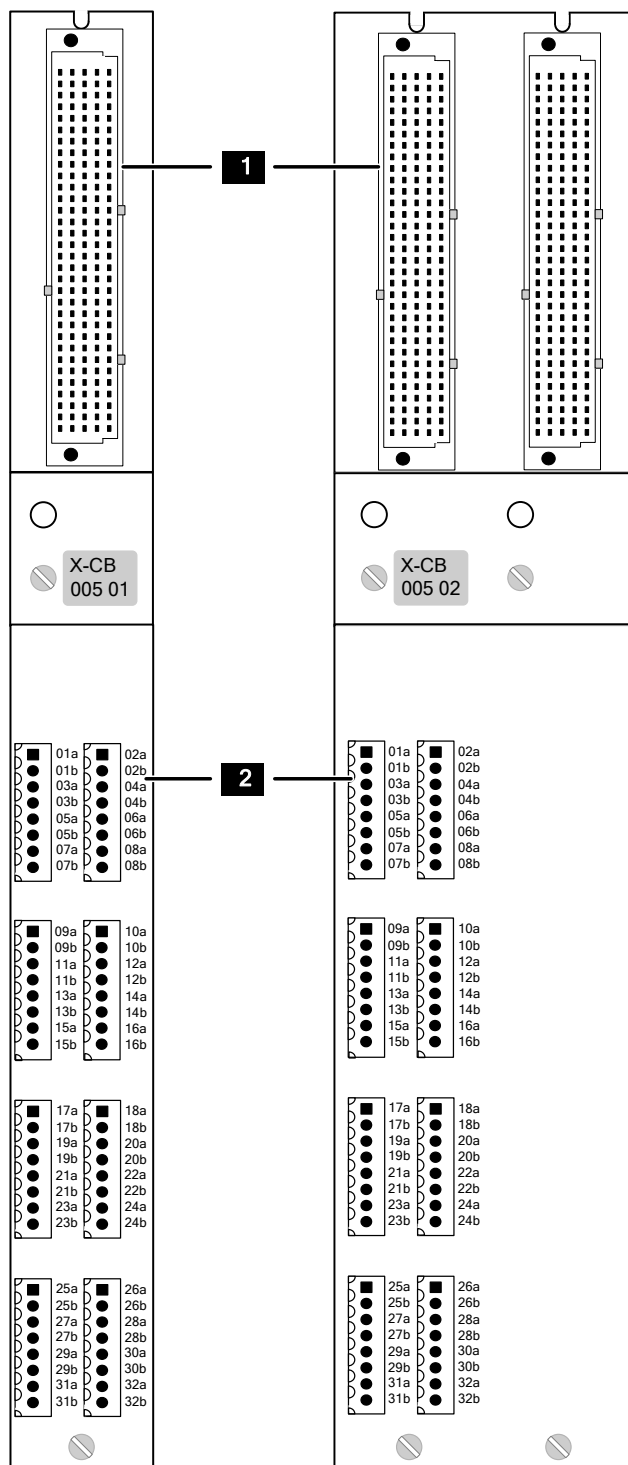 1
X-CB
005 01
X-CB
005 02
2
01a 02a
01b 02b
03a 04a
03b 04b
05a 06a
05b 06b
07a 08a
07b 08b
09a 10a
09b 10b
11a 12a
11b 12b
13a 14a
13b 14b
15a 16a
15b 16b
17a 18a
17b 18b
19a 20a
19b 20b
21a 22a
21b 22b
23a 24a
23b 24b
25a 26a
25b 26b
27a 28a
27b 28b
29a 30a
29b 30b
31a 32a
31b 32b
01a 02a
01b 02b
03a 04a
03b 04b
05a 06a
05b 06b
07a 08a
07b 08b
09a 10a
09b 10b
11a 12a
11b 12b
13a 14a
13b 14b
15a 16a
15b 16b
17a 18a
17b 18b
19a 20a
19b 20b
21a 22a
21b 22b
23a 24a
23b 24b
25a 26a
25b 26b
27a 28a
27b 28b
29a 30a
29b 30b
31a 32a
31b 32b